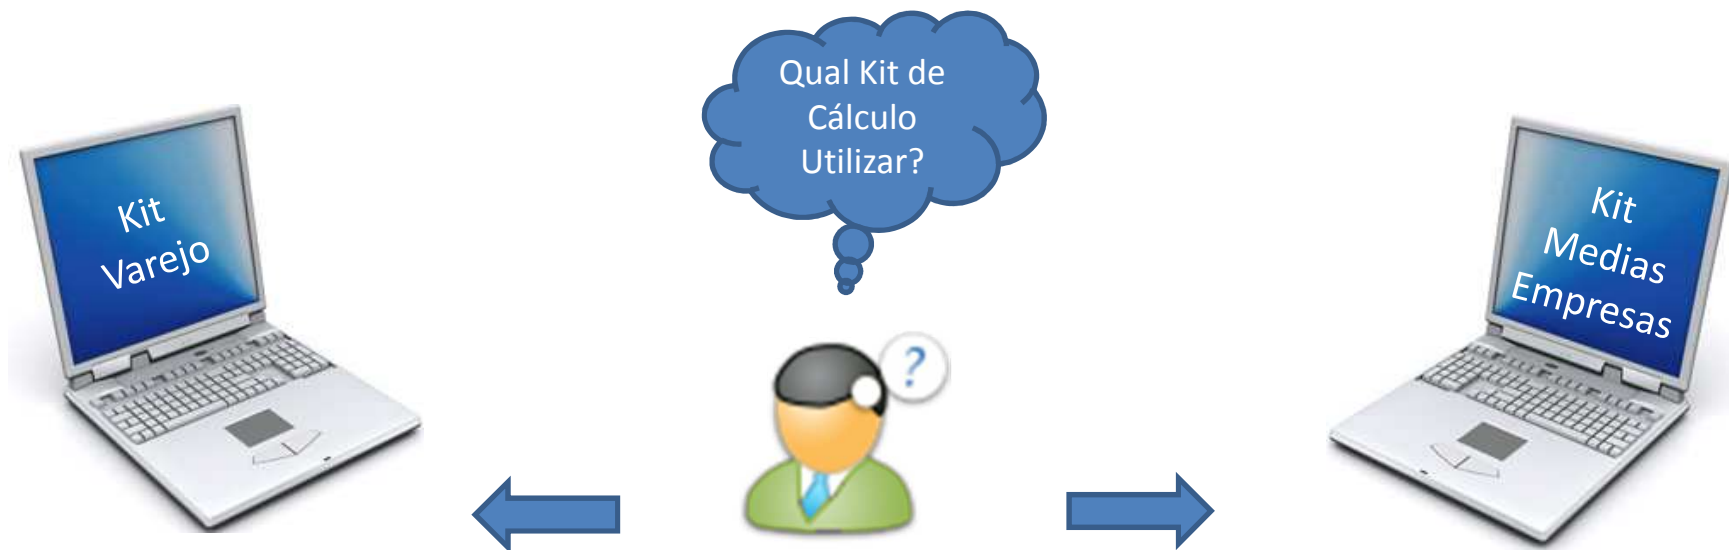 Qual Kit de
Cálculo
Utilizar?
Kit
Varejo
Kit
Medias
Empresas
?